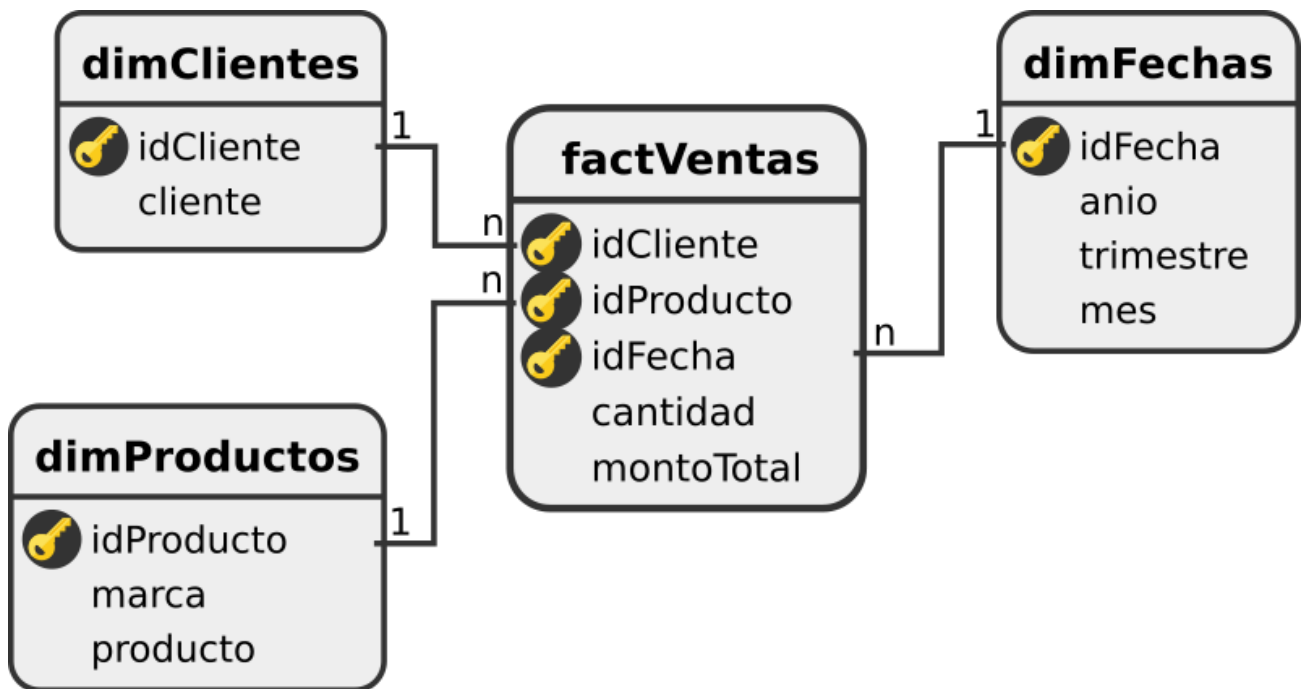 dimClientes
idCliente
cliente
1
n
dimProductos
idProducto
marca
producto
1
n
factVentas
idCliente
idProducto
idFecha
cantidad
montoTotal
n
1
dimFechas
idFecha
anio
trimestre
mes